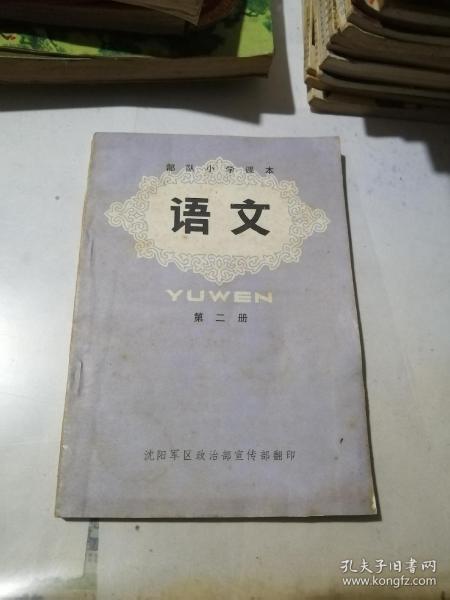 部队小学课本
语文
YUWEN
第二册
沈阳军区政治部宣传部翻印
孔夫子旧书网
www.kongfz.com